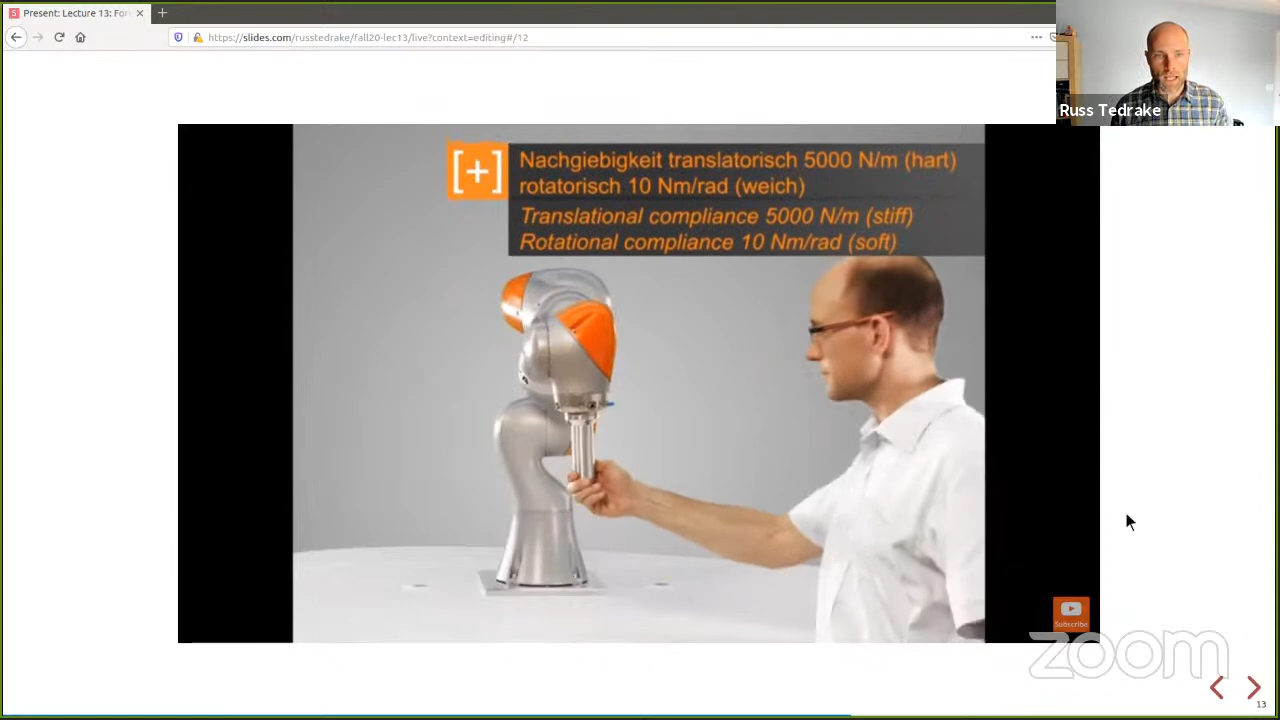 Present: Lecture 13: For
https://slides.com/russtedrake/fall20-lec13/live?context=editing#/12
Russ Tedrake
[+]
Nachgiebigkeit translatorisch 5000 N/m (hart)
rotatorisch 10 Nm/rad (weich)
Translational compliance 5000 N/m (stiff)
Rotational compliance 10 Nm/rad (soft)
Subscribe
zoom
13